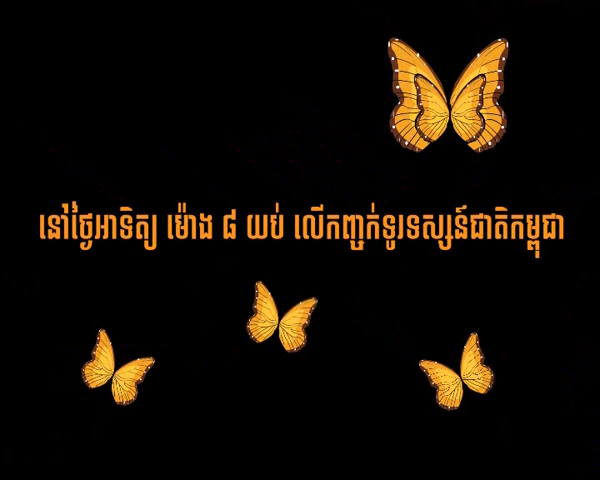 នៅថ្ងៃអាទិត្យ ម៉ោង ៨ យប់ លើកញ្ចក់ទូរទស្សន៍ជាតិកម្ពុជា